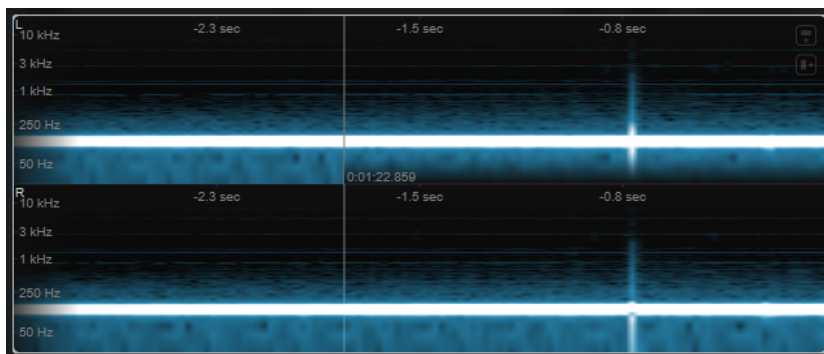 L
-2.3 sec -1.5 sec -0.8 sec
10 kHz
3 kHz
1 kHz
250 Hz
50 Hz
0:01:22.859
R
-2.3 sec -1.5 sec -0.8 sec
10 kHz
3 kHz
1 kHz
250 Hz
50 Hz